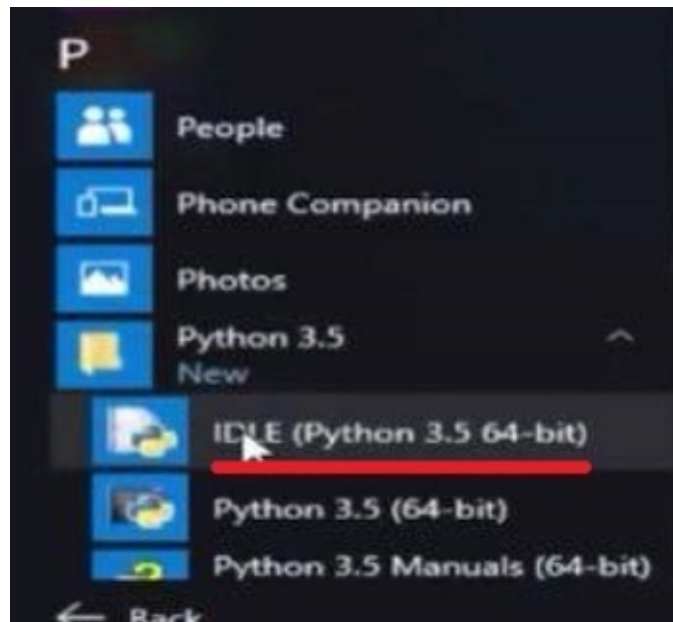 P
People
Phone Companion
Photos
Python 3.5
New
IDLE (Python 3.5 64-bit)
Python 3.5 (64-bit)
Python 3.5 Manuals (64-bit)
Back